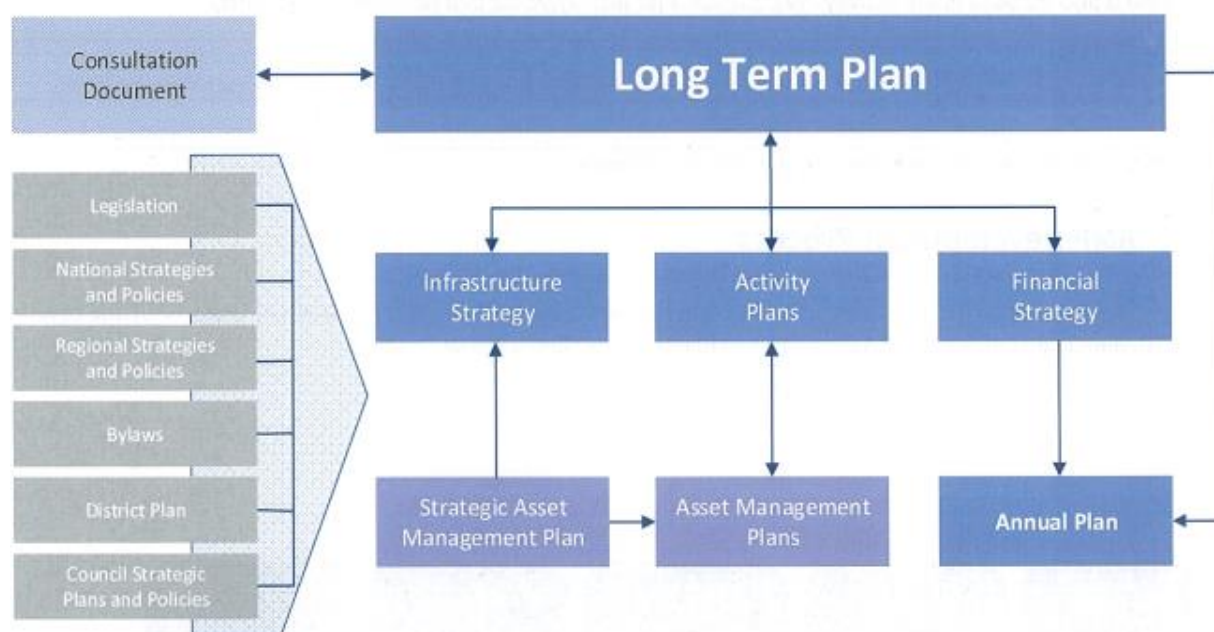 Consultation
Document
Long Term Plan
Legislation
National Strategies
and Policies
Regional Strategies
and Policies
Bylaws
District Plan
Council Strategic
Plans and Policies
Infrastructure
Strategy
Activity
Plans
Financial
Strategy
Strategic Asset
Management Plan
Asset Management
Plans
Annual Plan